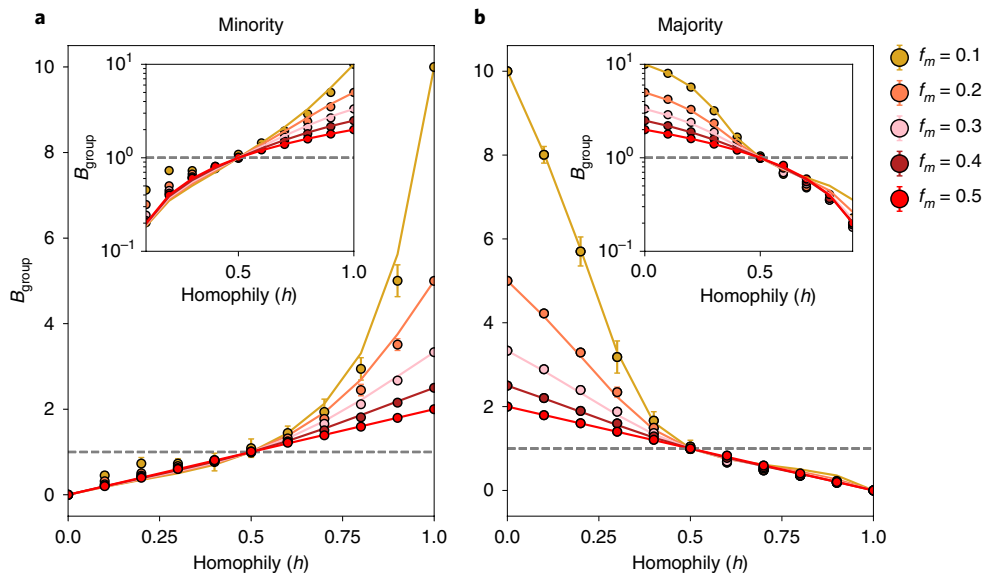 a
Minority
10
8
6
4
2
0
B_group
0.0
0.25
0.5
0.75
1.0
Homophily (h)
10^1
10^0
10^−1
B_group
0.5
1.0
Homophily (h)
b
Majority
10
8
6
4
2
0
0.0
0.25
0.5
0.75
1.0
Homophily (h)
10^1
10^0
10^−1
B_group
0.0
0.5
Homophily (h)
f_m = 0.1
f_m = 0.2
f_m = 0.3
f_m = 0.4
f_m = 0.5